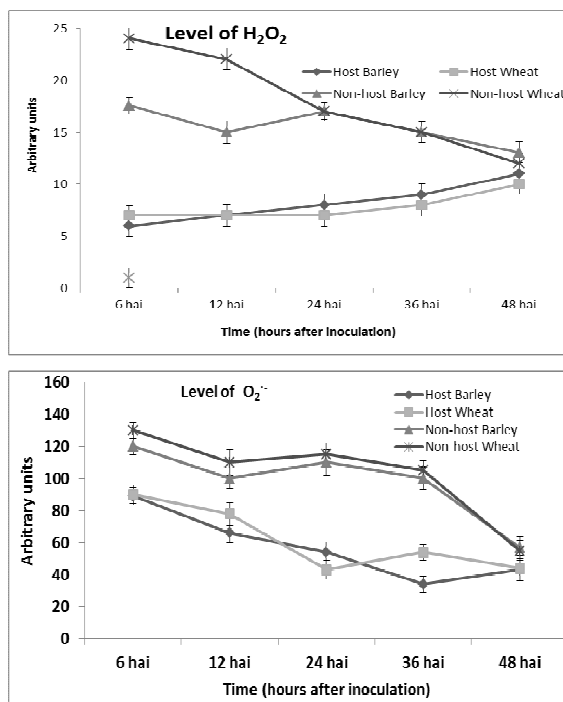 Level of H₂O₂
25
20
15
10
5
0
Arbitrary units
Host Barley
Host Wheat
Non-host Barley
Non-host Wheat
6 hai 12 hai 24 hai 36 hai 48 hai
Time (hours after inoculation)
Level of O₂·-
160
140
120
100
80
60
40
20
0
Arbitrary units
Host Barley
Host Wheat
Non-host Barley
Non-host Wheat
6 hai 12 hai 24 hai 36 hai 48 hai
Time (hours after inoculation)